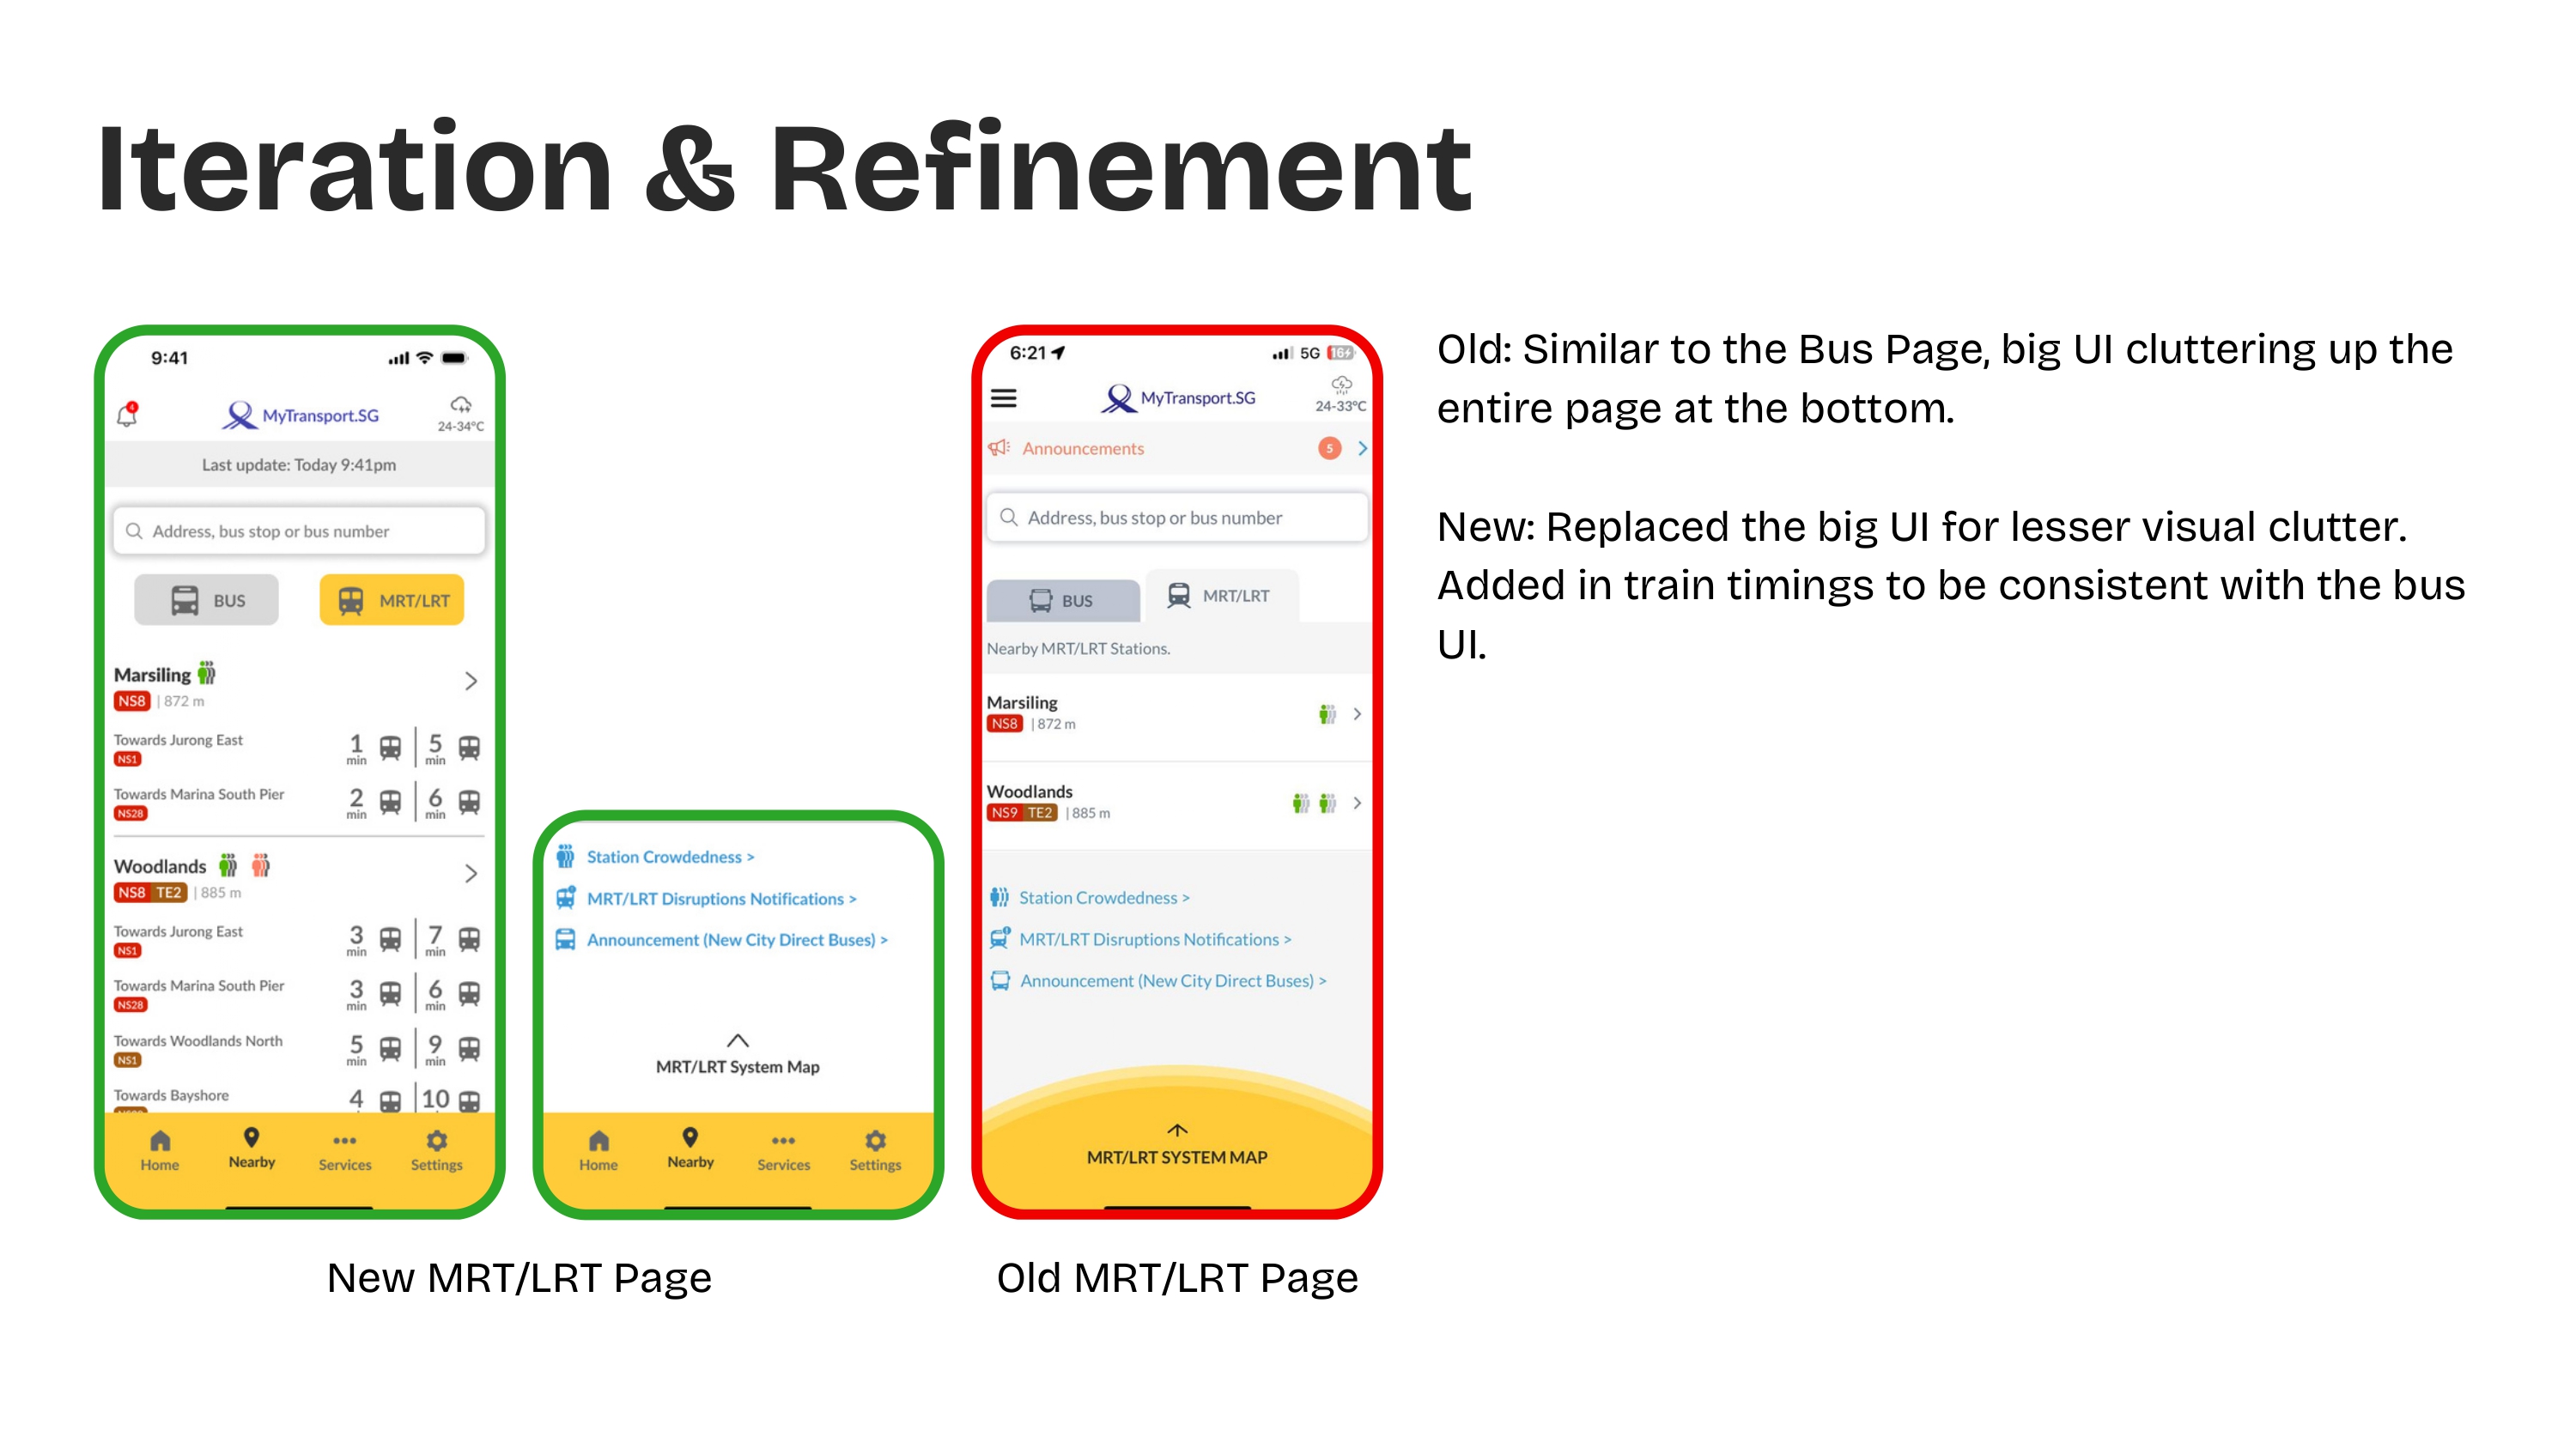 Iteration & Refinement
9:41
4
MyTransport.SG
24-34°C
Last update: Today 9:41pm
Address, bus stop or bus number
BUS
MRT/LRT
Marsiling
NS8 | 872 m
Towards Jurong East
NS1
1 min
5 min
Towards Marina South Pier
NS28
2 min
6 min
Woodlands
NS8 TE2 | 885 m
Towards Jurong East
NS1
3 min
7 min
Towards Marina South Pier
NS28
3 min
6 min
Towards Woodlands North
NS1
5 min
9 min
Towards Bayshore
4
10
Home
Nearby
Services
Settings
Station Crowdedness >
MRT/LRT Disruptions Notifications >
Announcement (New City Direct Buses) >
MRT/LRT System Map
Home
Nearby
Services
Settings
New MRT/LRT Page
6:21
5G
16
MyTransport.SG
24-33°C
Announcements
5
Address, bus stop or bus number
BUS
MRT/LRT
Nearby MRT/LRT Stations.
Marsiling
NS8 | 872 m
Woodlands
NS9 TE2 | 885 m
Station Crowdedness >
MRT/LRT Disruptions Notifications >
Announcement (New City Direct Buses) >
MRT/LRT SYSTEM MAP
Old MRT/LRT Page
Old: Similar to the Bus Page, big UI cluttering up the
entire page at the bottom.
New: Replaced the big UI for lesser visual clutter.
Added in train timings to be consistent with the bus
UI.